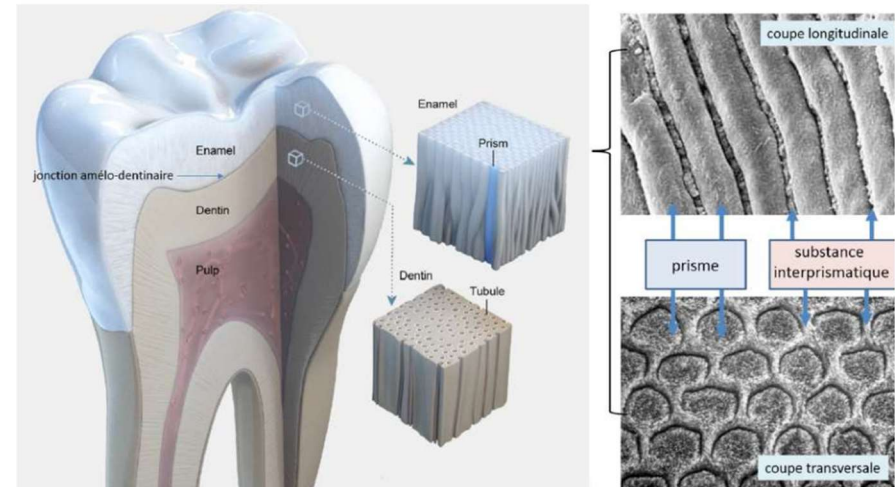 Enamel
jonction amélo-dentinaire
Dentin
Pulp
Enamel
Prism
Dentin
Tubule
coupe longitudinale
prisme
substance
interprismatique
coupe transversale